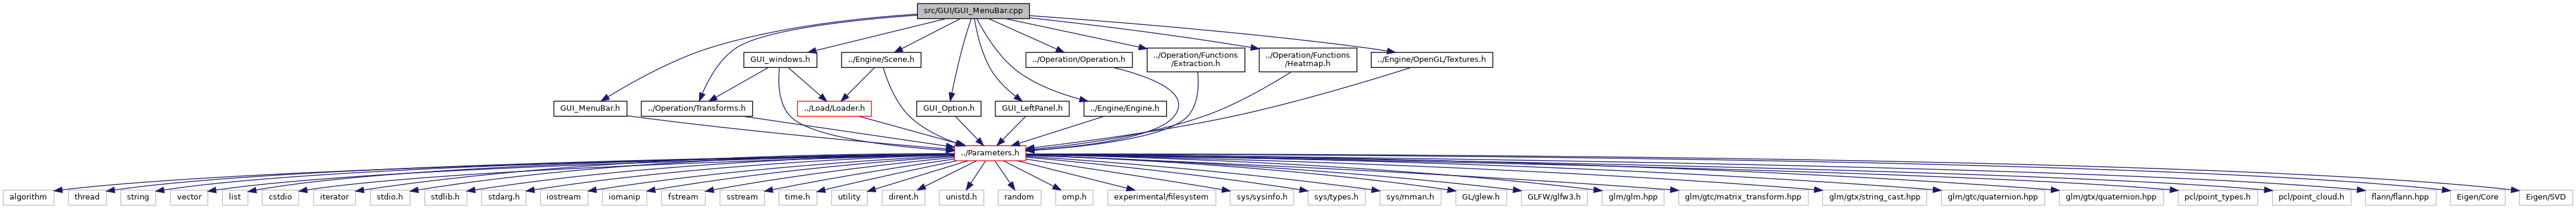 src/GUI/GUI_MenuBar.cpp
../Operation/Functions
/Extraction.h
../Operation/Functions
/Heatmap.h
GUI_windows.h
../Engine/Scene.h
../Operation/Operation.h
../Engine/OpenGL/Textures.h
GUI_MenuBar.h
../Operation/Transforms.h
../Load/Loader.h
GUI_Option.h
GUI_LeftPanel.h
../Engine/Engine.h
../Parameters.h
algorithm
thread
string
vector
list
cstdio
iterator
stdio.h
stdlib.h
stdarg.h
iostream
iomanip
fstream
sstream
time.h
utility
dirent.h
unistd.h
random
omp.h
experimental/filesystem
sys/sysinfo.h
sys/types.h
sys/mman.h
GL/glew.h
GLFW/glfw3.h
glm/glm.hpp
glm/gtc/matrix_transform.hpp
glm/gtx/string_cast.hpp
glm/gtc/quaternion.hpp
glm/gtx/quaternion.hpp
pcl/point_types.h
pcl/point_cloud.h
flann/flann.hpp
Eigen/Core
Eigen/SVD